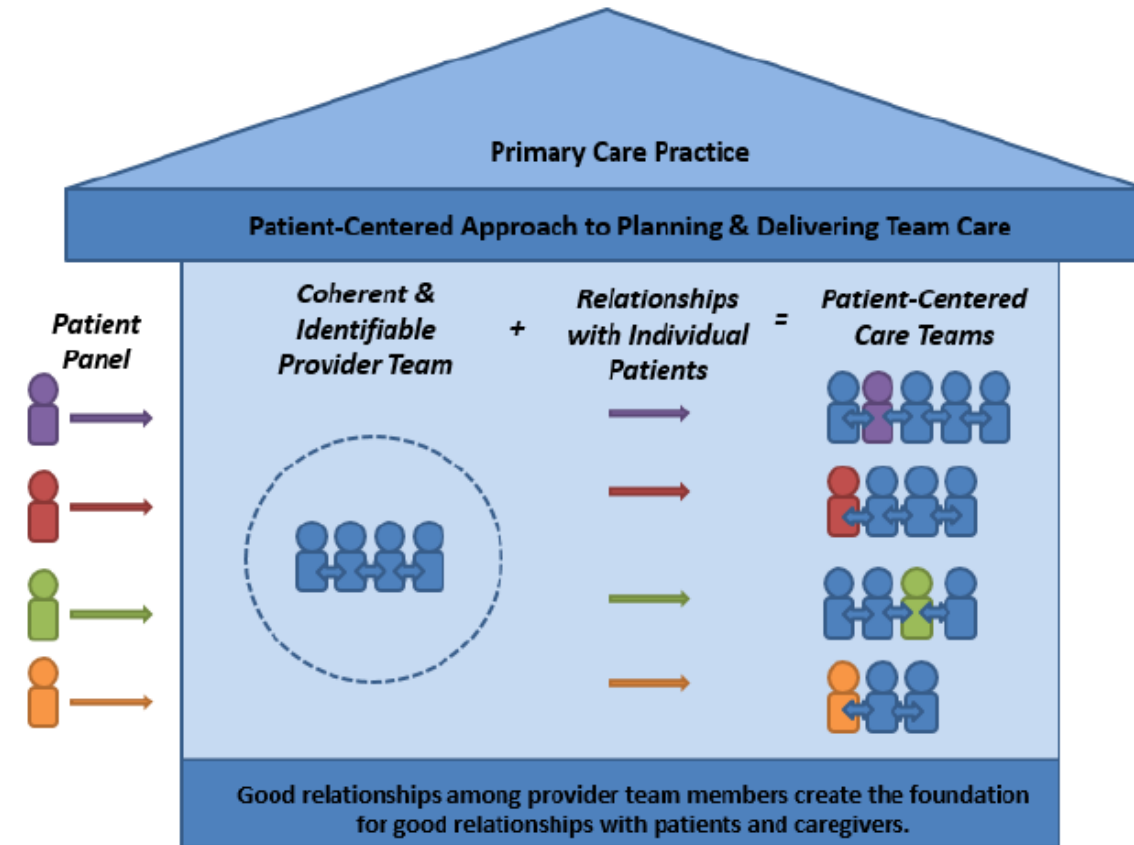 Primary Care Practice
Patient-Centered Approach to Planning & Delivering Team Care
Patient
Panel
Coherent &
Identifiable
Provider Team
+
Relationships
with Individual
Patients
=
Patient-Centered
Care Teams
Good relationships among provider team members create the foundation
for good relationships with patients and caregivers.